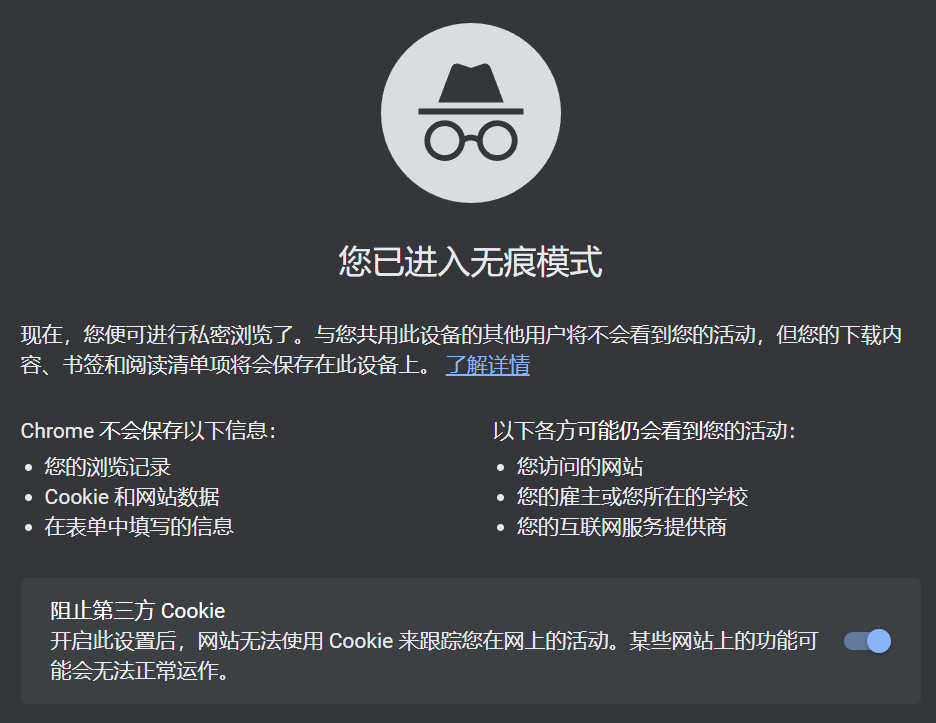 您已进入无痕模式
现在，您便可进行私密浏览了。与您共用此设备的其他用户将不会看到您的活动，但您的下载内
容、书签和阅读清单项将会保存在此设备上。 了解详情
Chrome 不会保存以下信息：
• 您的浏览记录
• Cookie 和网站数据
• 在表单中填写的信息
以下各方可能仍会看到您的活动：
• 您访问的网站
• 您的雇主或您所在的学校
• 您的互联网服务提供商
阻止第三方 Cookie
开启此设置后，网站无法使用 Cookie 来跟踪您在网上的活动。某些网站上的功能可
能会无法正常运作。